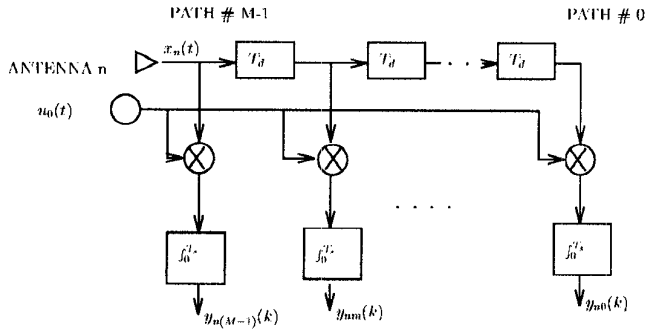 PATH # M-1 PATH # 0
x_n(t)
ANTENNA n
T_d T_d . . . T_d
u_0(t)
. . . .
∫_0^{T_s} ∫_0^{T_s} ∫_0^{T_s}
y_{n(M-1)}(k) y_{nm}(k) y_{n0}(k)